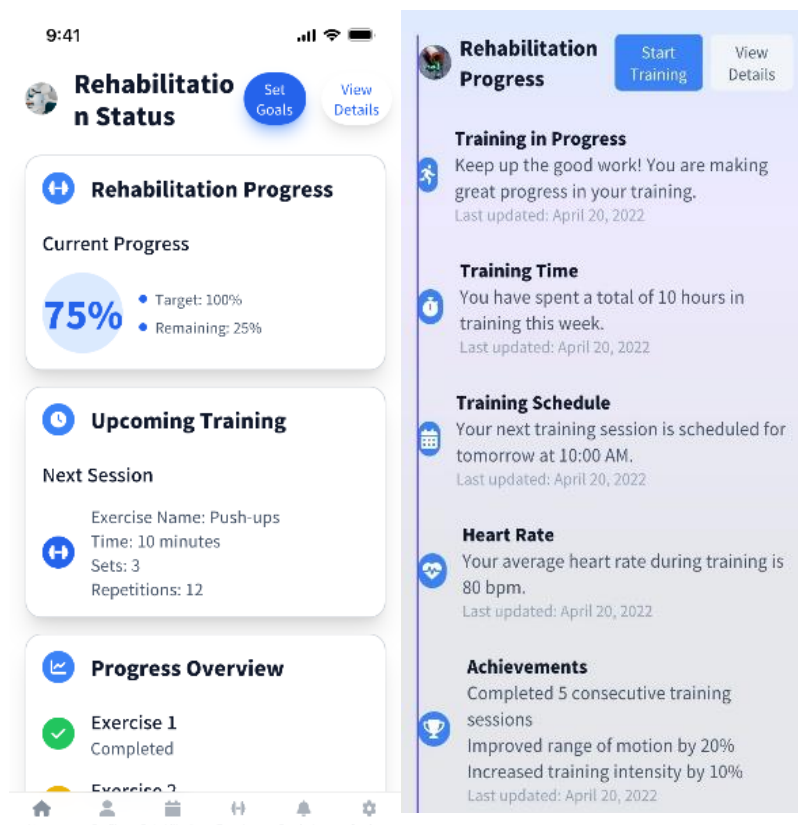 9:41
Rehabilitatio
n Status
Set
Goals
View
Details
Rehabilitation Progress
Current Progress
75%
Target: 100%
Remaining: 25%
Upcoming Training
Next Session
Exercise Name: Push-ups
Time: 10 minutes
Sets: 3
Repetitions: 12
Progress Overview
Exercise 1
Completed
Exercise 2
Rehabilitation
Progress
Start
Training
View
Details
Training in Progress
Keep up the good work! You are making
great progress in your training.
Last updated: April 20, 2022
Training Time
You have spent a total of 10 hours in
training this week.
Last updated: April 20, 2022
Training Schedule
Your next training session is scheduled for
tomorrow at 10:00 AM.
Last updated: April 20, 2022
Heart Rate
Your average heart rate during training is
80 bpm.
Last updated: April 20, 2022
Achievements
Completed 5 consecutive training
sessions
Improved range of motion by 20%
Increased training intensity by 10%
Last updated: April 20, 2022